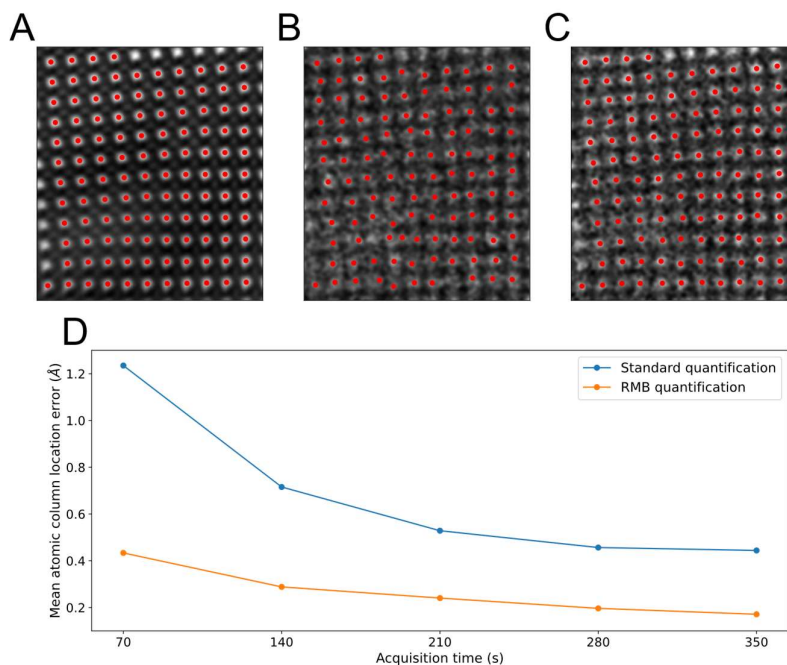 A
B
C
D
Standard quantification
RMB quantification
Mean atomic column location error (Å)
1.2
1.0
0.8
0.6
0.4
0.2
70
140
210
280
350
Acquisition time (s)